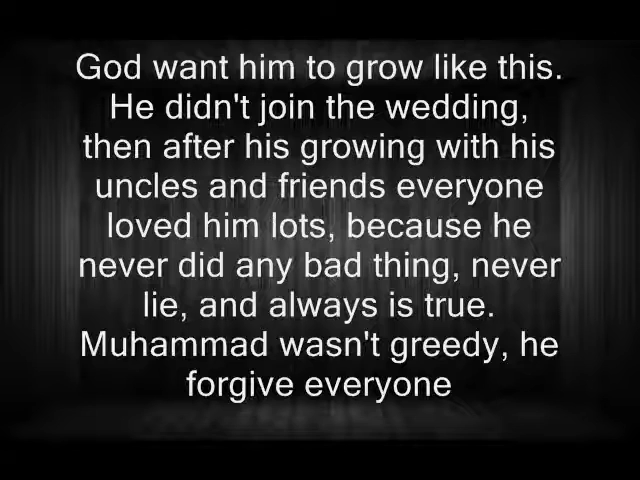 God want him to grow like this.
He didn't join the wedding,
then after his growing with his
uncles and friends everyone
loved him lots, because he
never did any bad thing, never
lie, and always is true.
Muhammad wasn't greedy, he
forgive everyone